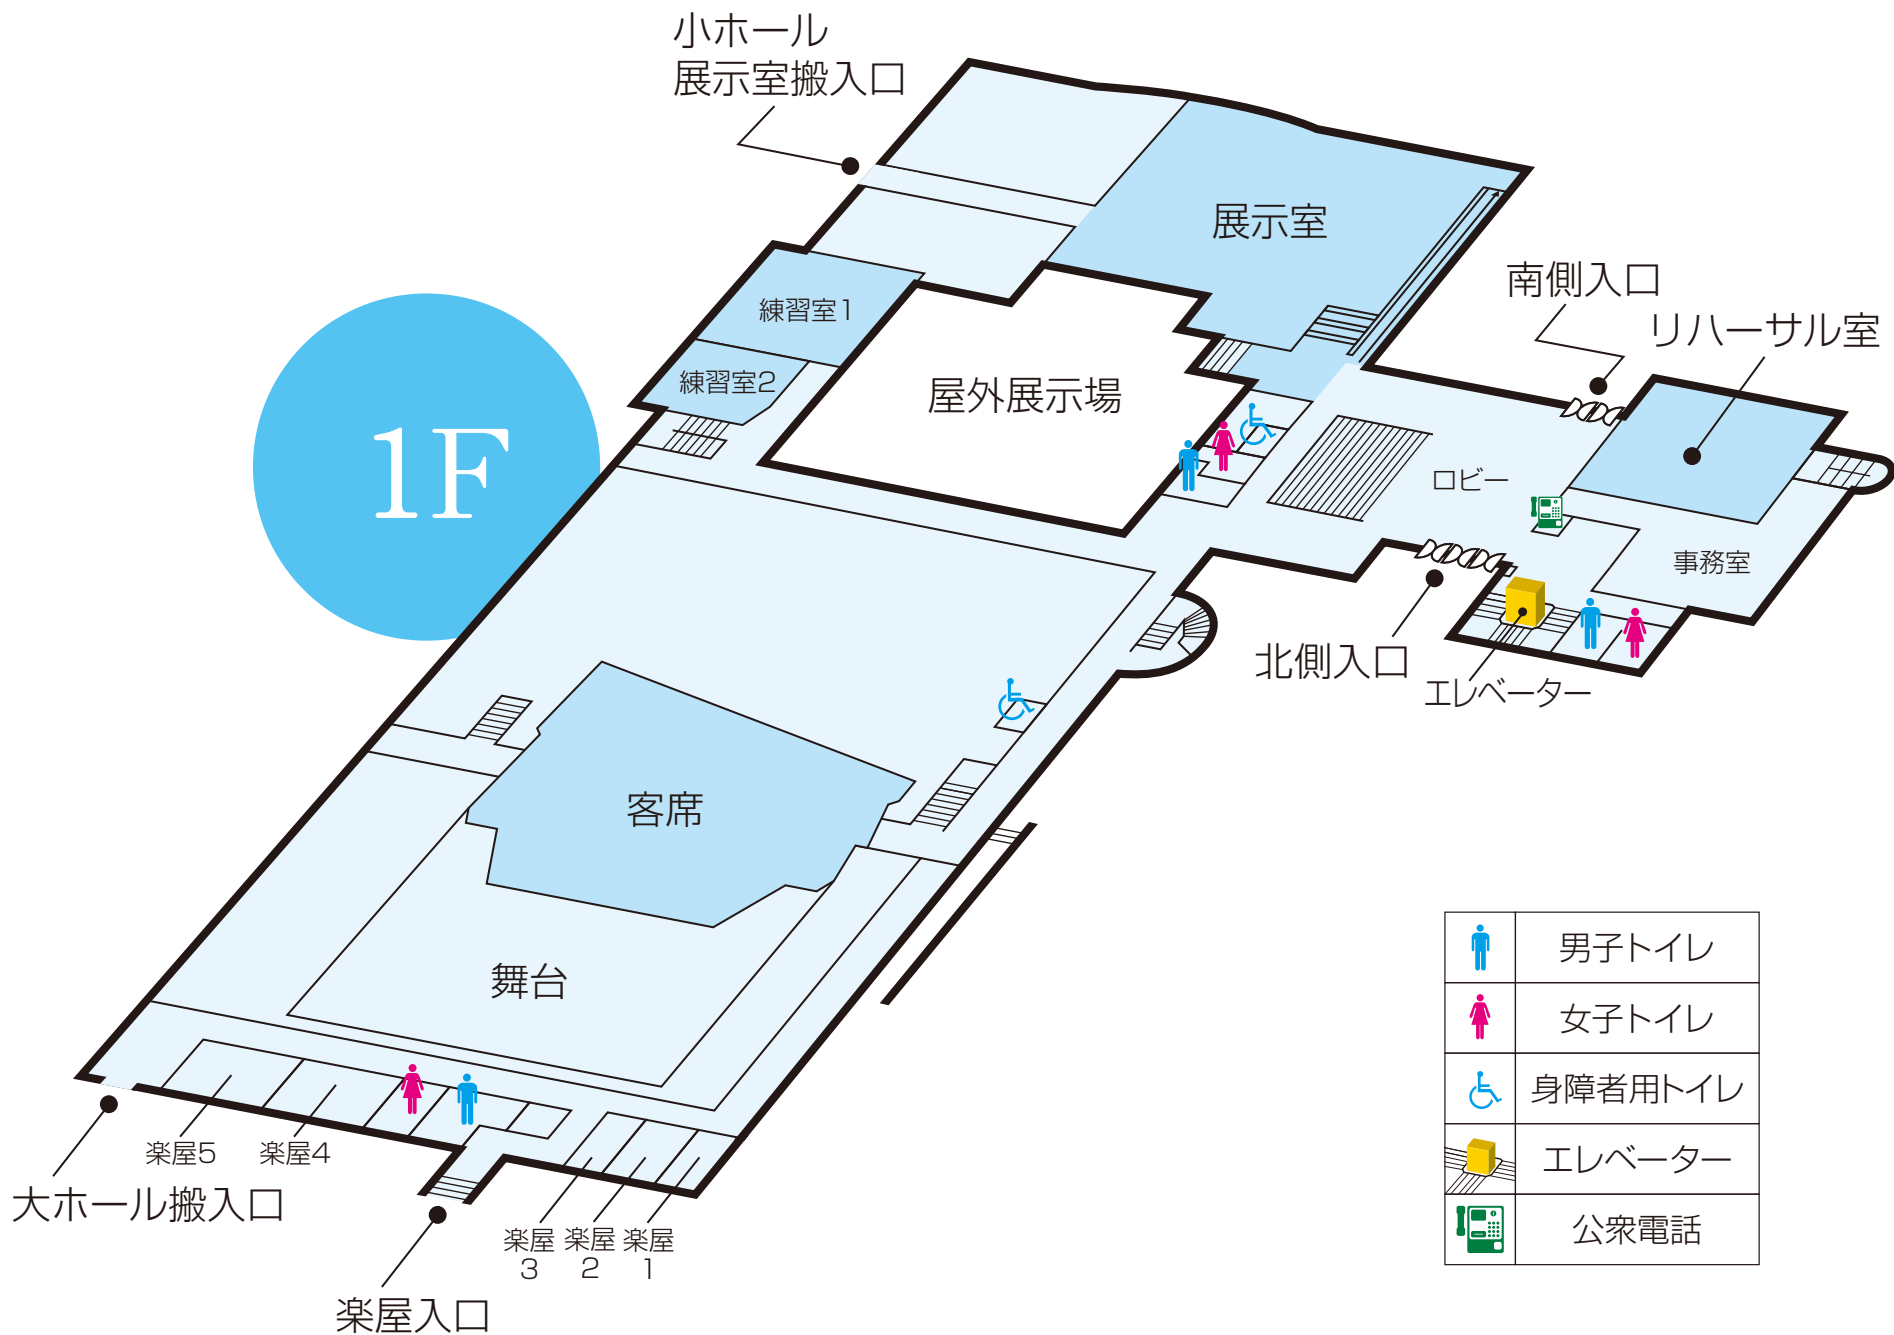 小ホール
展示室搬入口
展示室
南側入口
リハーサル室
練習室1
練習室2
屋外展示場
1F
ロビー
事務室
北側入口
エレベーター
客席
舞台
楽屋5
楽屋4
大ホール搬入口
楽屋
3
楽屋
2
楽屋
1
楽屋入口
男子トイレ
女子トイレ
身障者用トイレ
エレベーター
公衆電話